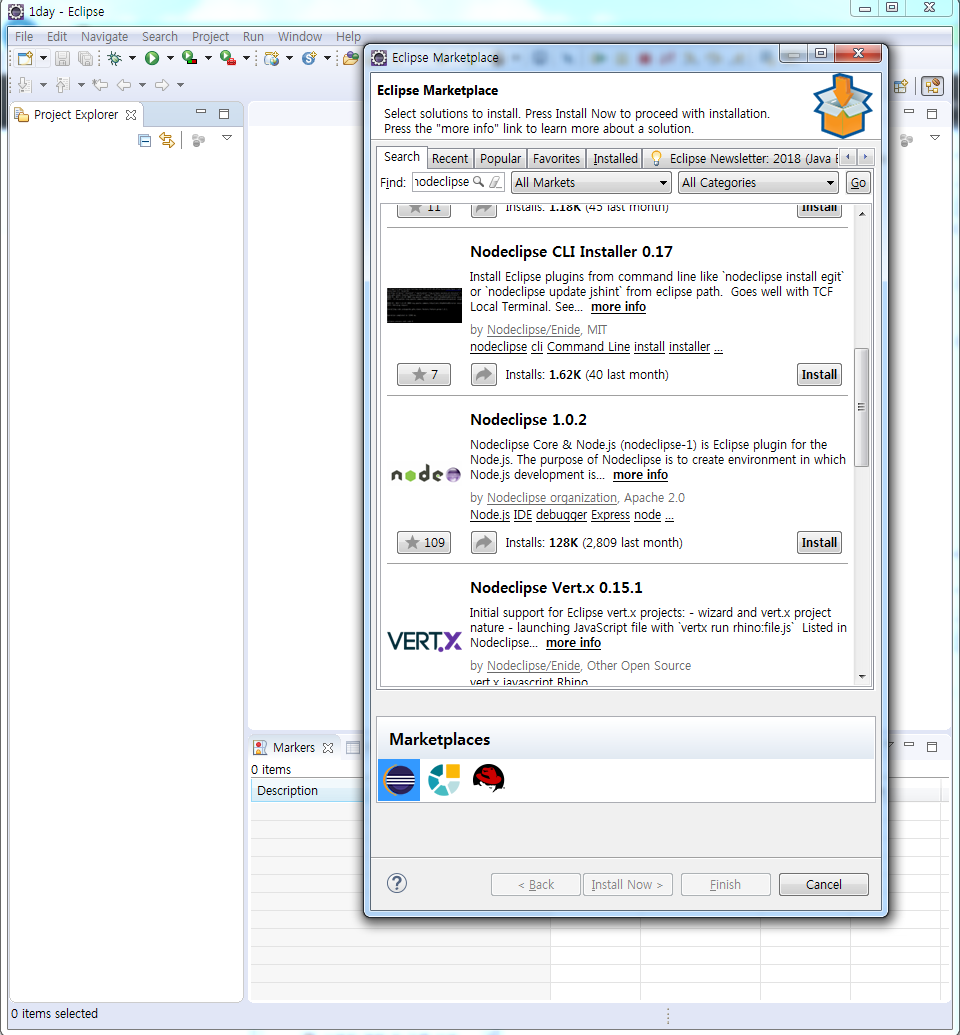 1day - Eclipse
File Edit Navigate Search Project Run Window Help
Project Explorer
Eclipse Marketplace
Eclipse Marketplace
Select solutions to install. Press Install Now to proceed with installation.
Press the "more info" link to learn more about a solution.
Search Recent Popular Favorites Installed Eclipse Newsletter: 2018 (Java E
Find: nodeclipse All Markets All Categories Go
11 Installs: 1.18K (45 last month) Install
Nodeclipse CLI Installer 0.17
Install Eclipse plugins from command line like `nodeclipse install egit`
or `nodeclipse update jshint` from eclipse path. Goes well with TCF
Local Terminal. See... more info
by Nodeclipse/Enide, MIT
nodeclipse cli Command Line install installer ...
7 Installs: 1.62K (40 last month) Install
Nodeclipse 1.0.2
Nodeclipse Core & Node.js (nodeclipse-1) is Eclipse plugin for the
Node.js. The purpose of Nodeclipse is to create environment in which
Node.js development is... more info
node
by Nodeclipse organization, Apache 2.0
Node.js IDE debugger Express node ...
109 Installs: 128K (2,809 last month) Install
Nodeclipse Vert.x 0.15.1
Initial support for Eclipse vert.x projects: - wizard and vert.x project
nature - launching JavaScript file with `vertx run rhino:file.js` Listed in
Nodeclipse... more info
VERT.X
by Nodeclipse/Enide, Other Open Source
vert.x javascript Rhino
Marketplaces
? < Back Install Now > Finish Cancel
Markers
0 items
Description
0 items selected